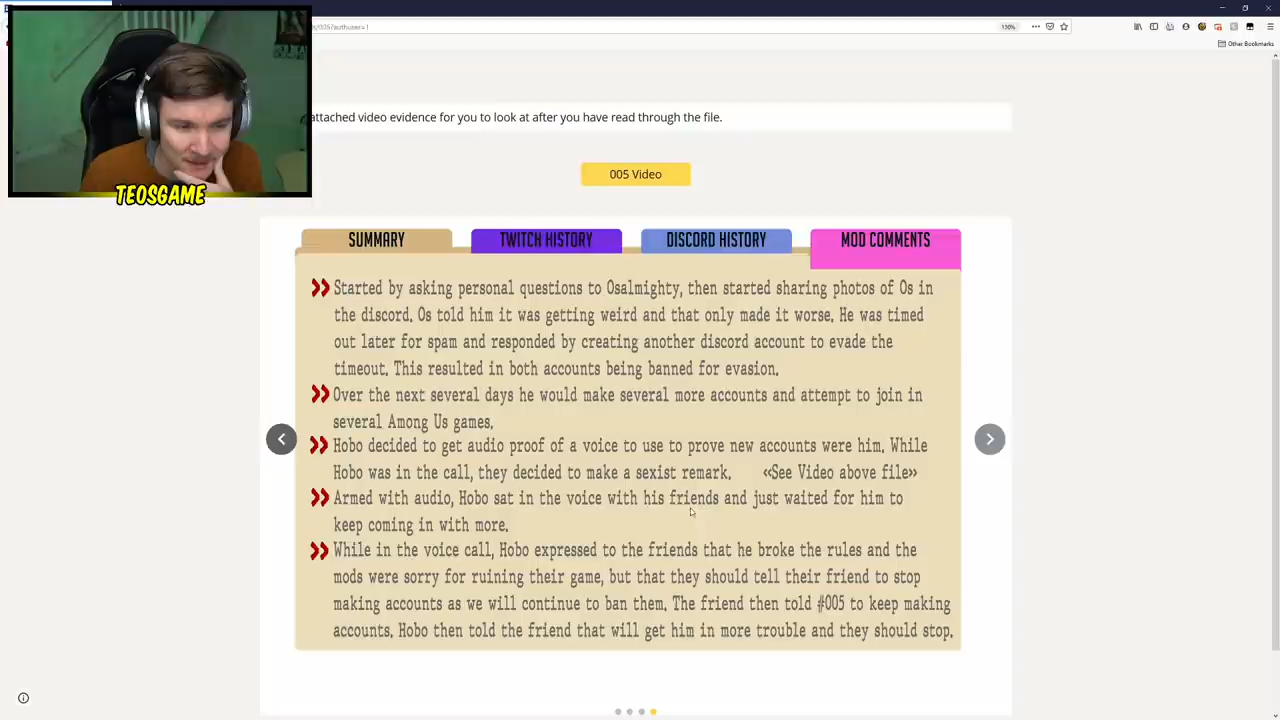 130%
Other Bookmarks
TEOSGAME
attached video evidence for you to look at after you have read through the file.
005 Video
SUMMARY
TWITCH HISTORY
DISCORD HISTORY
MOD COMMENTS
Started by asking personal questions to Osalmighty, then started sharing photos of Os in
the discord. Os told him it was getting weird and that only made it worse. He was timed
out later for spam and responded by creating another discord account to evade the
timeout. This resulted in both accounts being banned for evasion.
Over the next several days he would make several more accounts and attempt to join in
several Among Us games.
Hobo decided to get audio proof of a voice to use to prove new accounts were him. While
Hobo was in the call, they decided to make a sexist remark. «See Video above file»
Armed with audio, Hobo sat in the voice with his friends and just waited for him to
keep coming in with more.
While in the voice call, Hobo expressed to the friends that he broke the rules and the
mods were sorry for ruining their game, but that they should tell their friend to stop
making accounts as we will continue to ban them. The friend then told #005 to keep making
accounts. Hobo then told the friend that will get him in more trouble and they should stop.